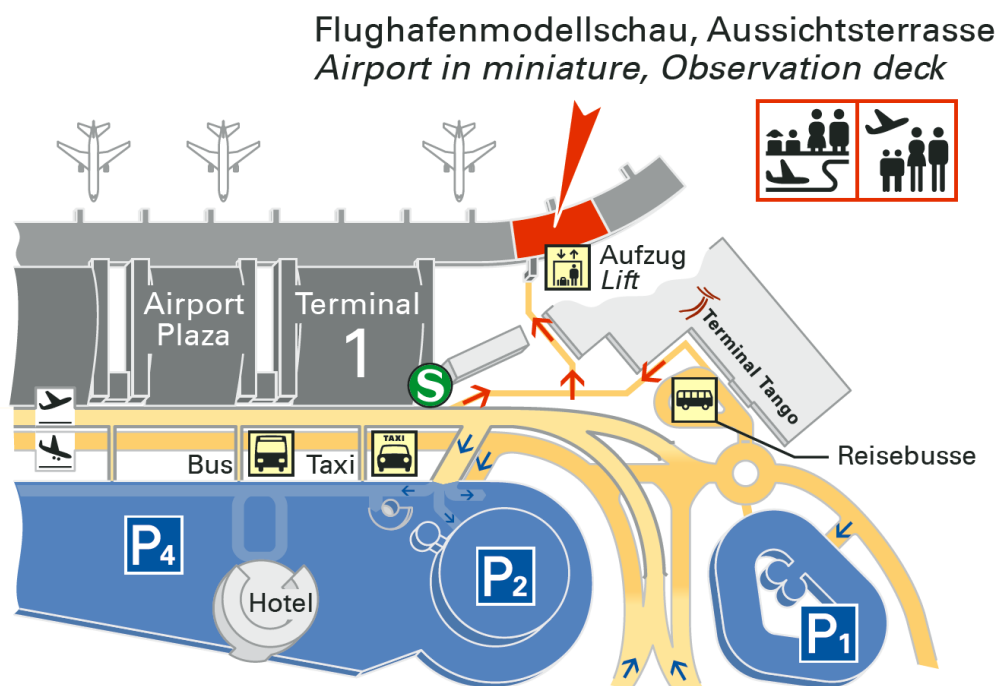 Flughafenmodellschau, Aussichtsterrasse
Airport in miniature, Observation deck
Aufzug
Lift
Airport
Plaza
Terminal
1
Terminal Tango
S
Bus
Taxi
TAXI
Reisebusse
P4
P2
Hotel
P1